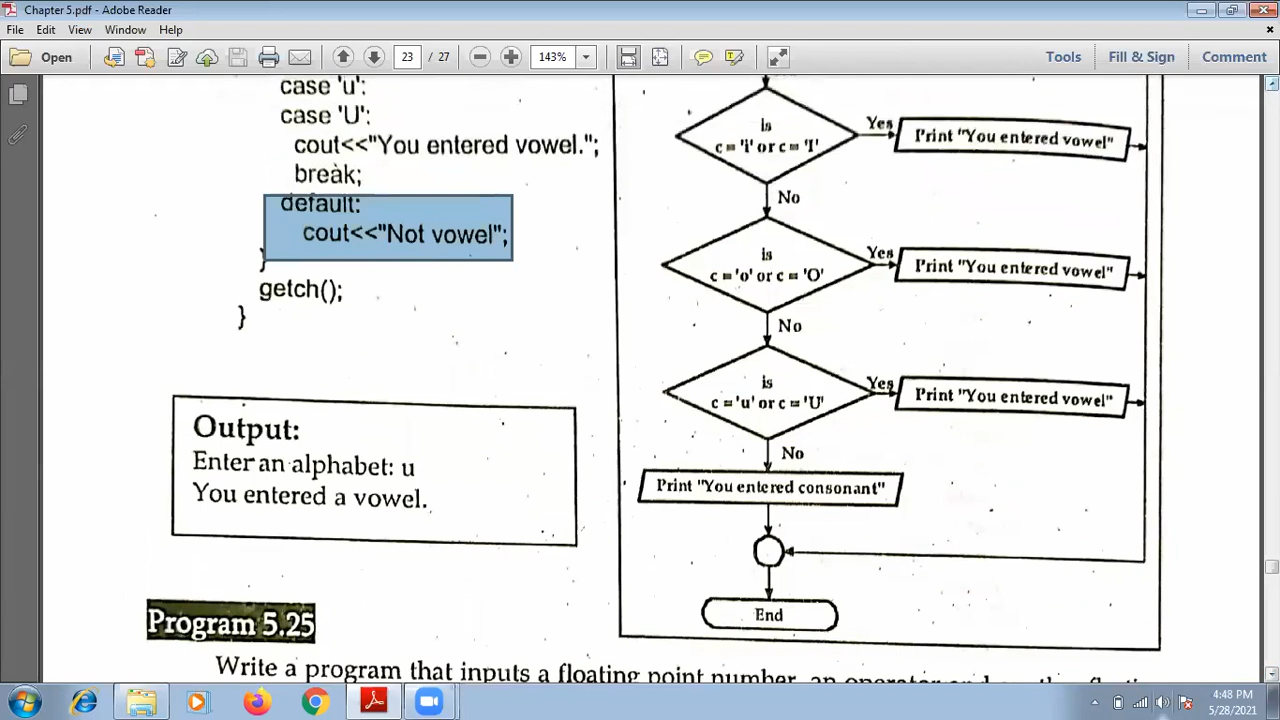 Chapter 5.pdf - Adobe Reader
File Edit View Window Help
Open 23 / 27 143% Tools Fill & Sign Comment
case 'u':
case 'U':
cout<<"You entered vowel.";
break;
default:
cout<<"Not vowel";
}
getch();
}
Output:
Enter an alphabet: u
You entered a vowel.
Program 5.25
Write a program that inputs a floating point number, an operator
is
c = 'i' or c = 'I'
Yes
Print "You entered vowel"
No
is
c = 'o' or c = 'O'
Yes
Print "You entered vowel"
No
is
c = 'u' or c = 'U'
Yes
Print "You entered vowel"
No
Print "You entered consonant"
End
4:48 PM
5/28/2021